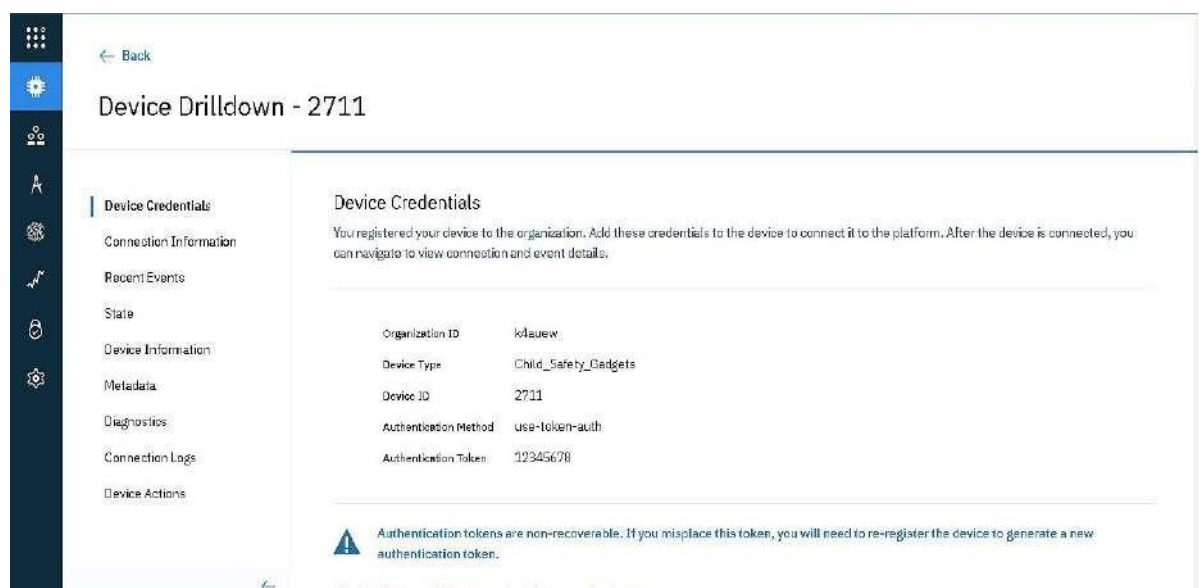 ← Back
Device Drilldown - 2711
Device Credentials
Connection Information
Recent Events
State
Device Information
Metadata
Diagnostics
Connection Logs
Device Actions
Device Credentials
You registered your device to the organization. Add these credentials to the device to connect it to the platform. After the device is connected, you
can navigate to view connection and event details.
Organization ID k4auew
Device Type Child_Safety_Gadgets
Device ID 2711
Authentication Method use-token-auth
Authentication Token 12345678
Authentication tokens are non-recoverable. If you misplace this token, you will need to re-register the device to generate a new
authentication token.